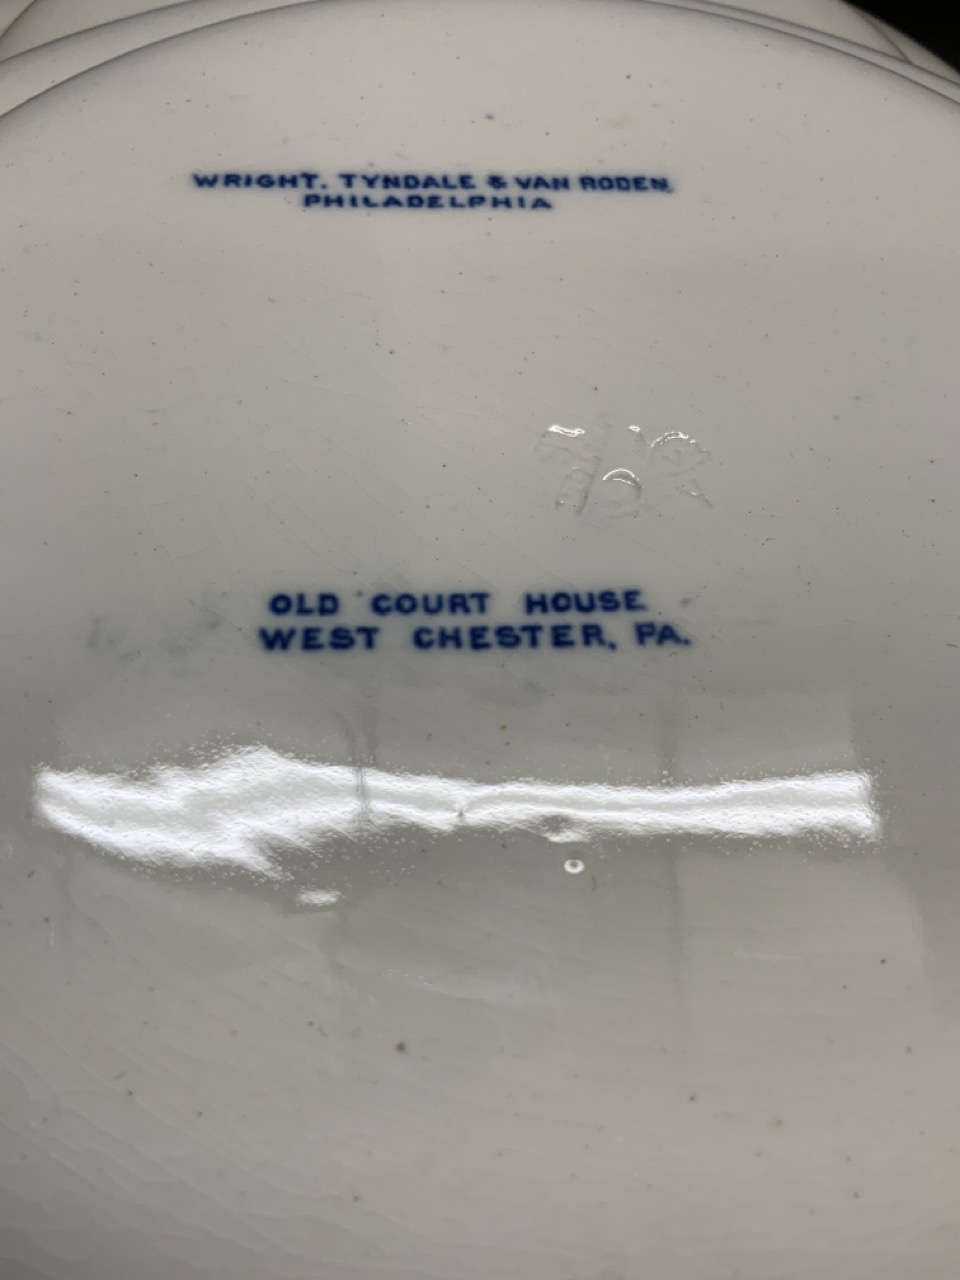 WRIGHT, TYNDALE & VAN RODEN,
PHILADELPHIA
OLD COURT HOUSE
WEST CHESTER, PA.